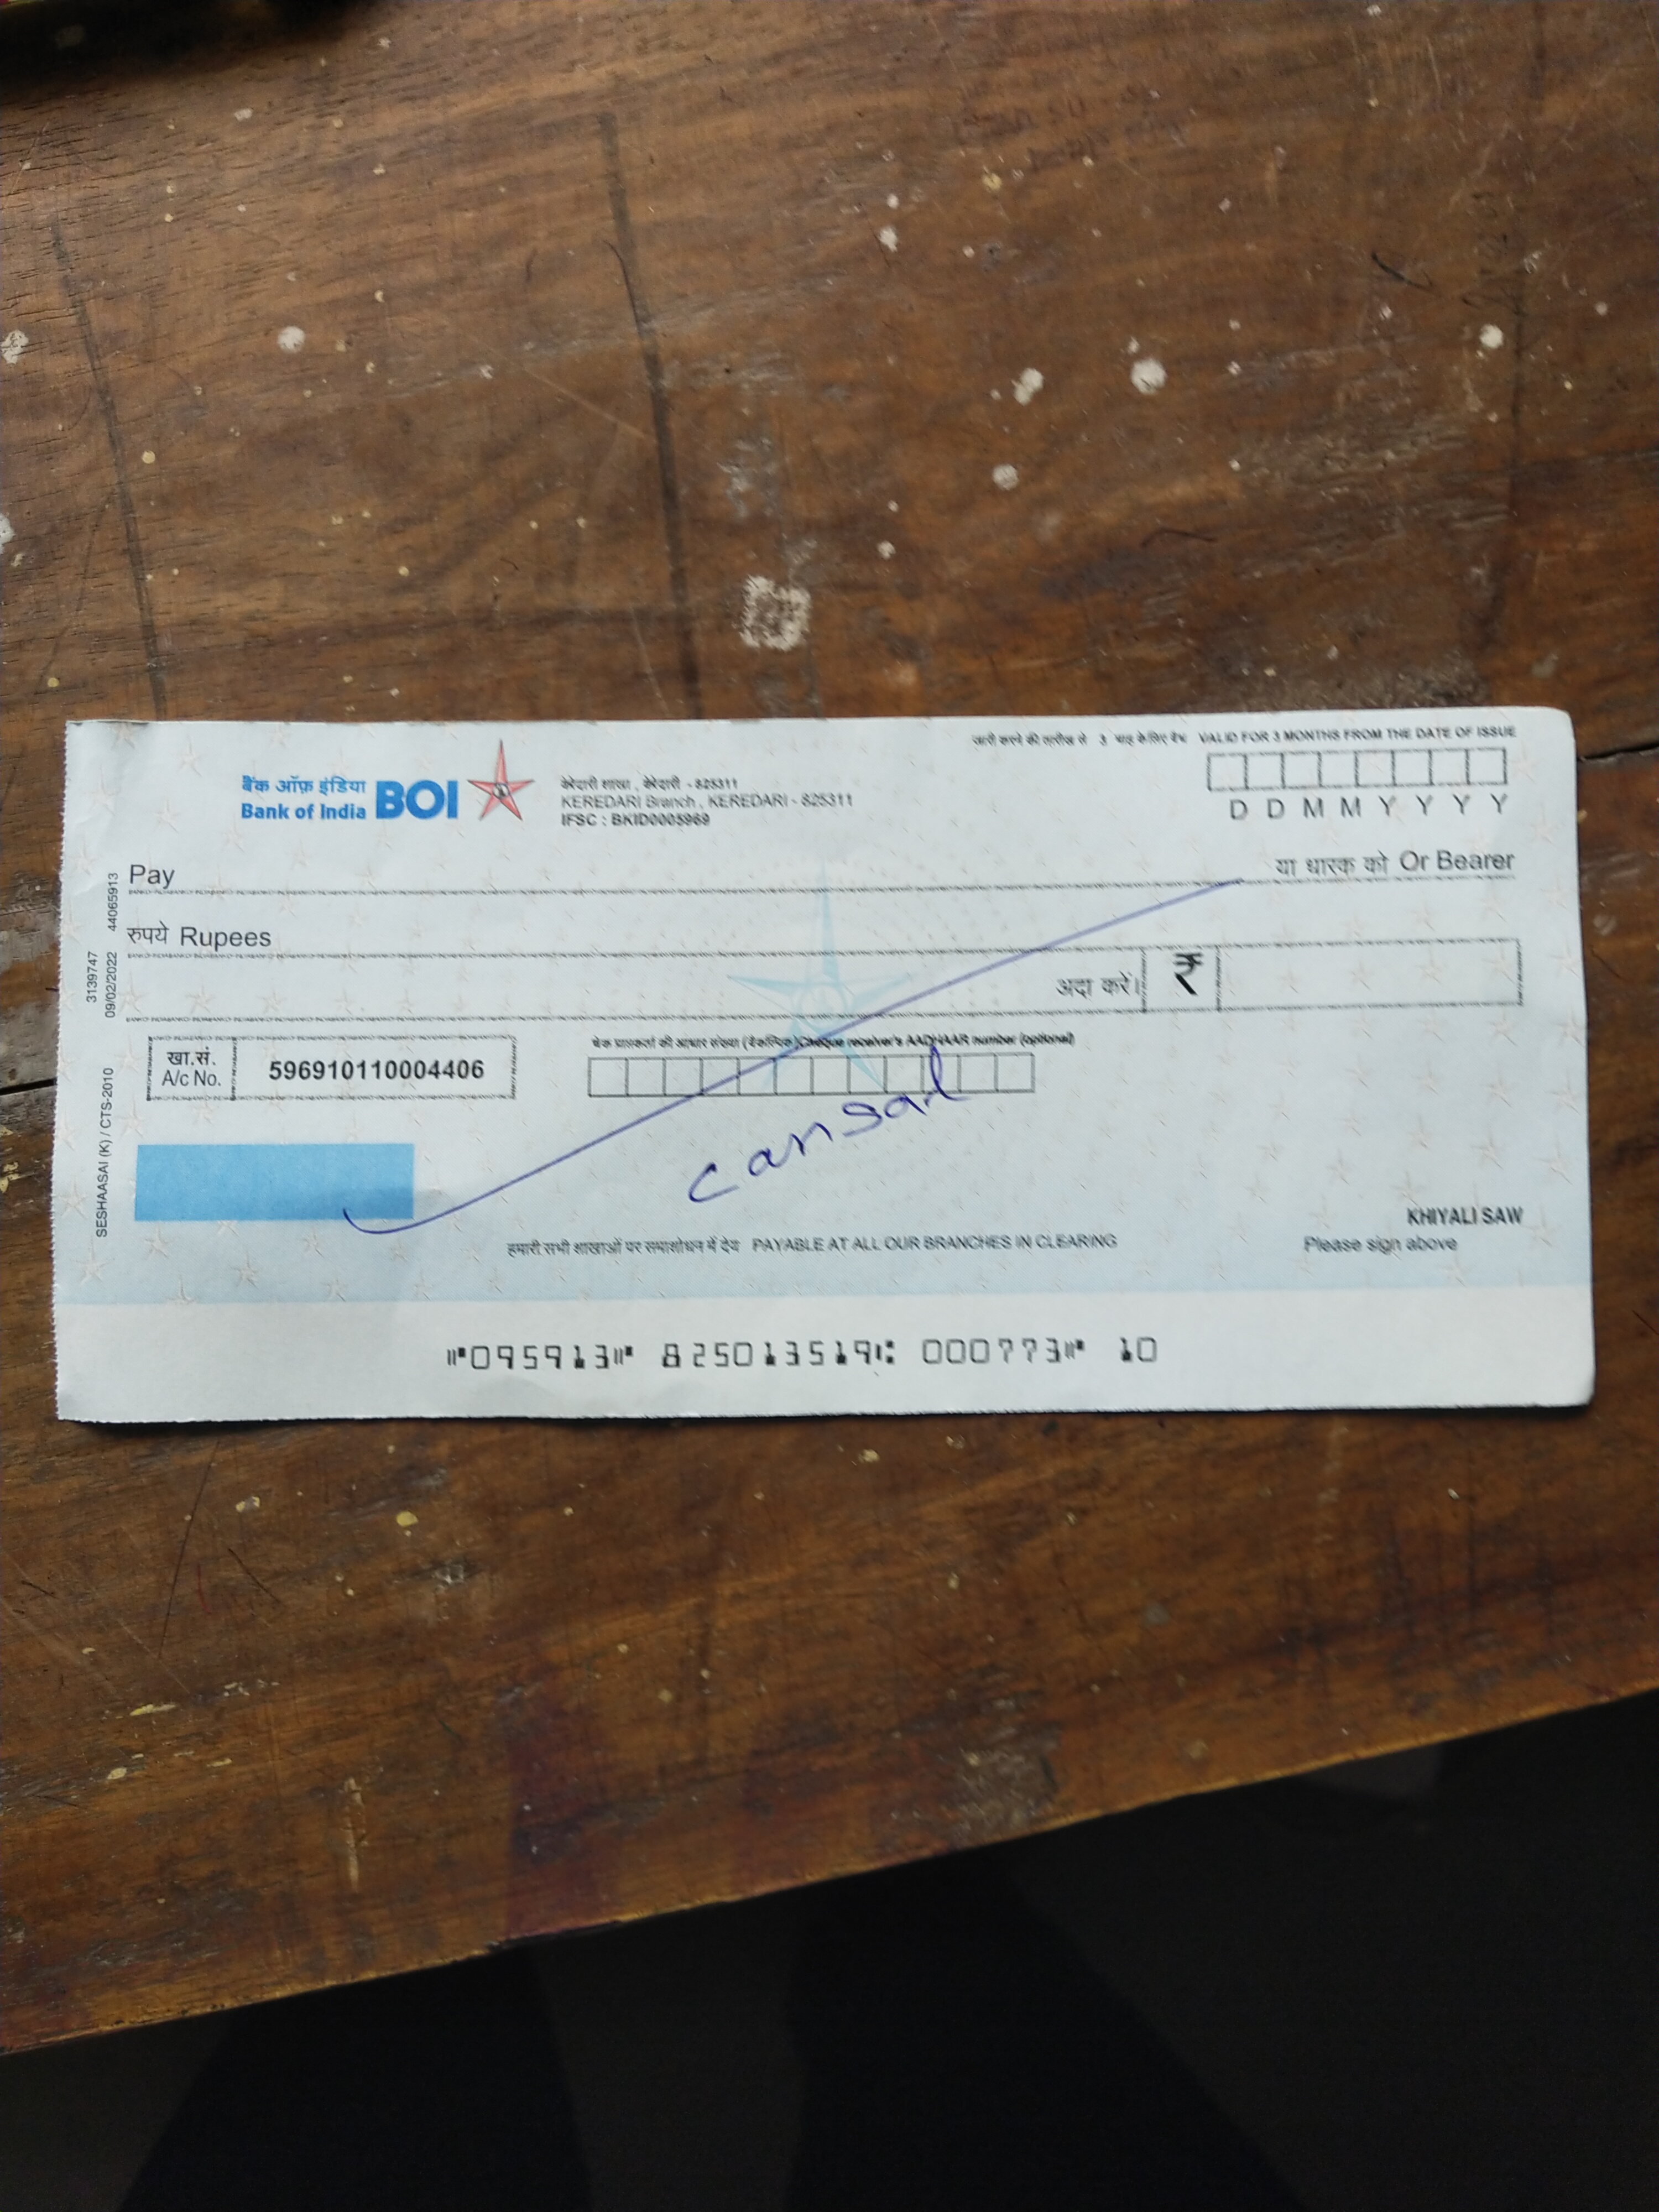 जारी करने की तारीख से 3 माह के लिए वैध VALID FOR 3 MONTHS FROM THE DATE OF ISSUE
बैंक ऑफ़ इंडिया
Bank of India BOI
केरेदारी शाखा , केरेदारी - 825311
KEREDARI Branch , KEREDARI - 825311
IFSC : BKID0005969
D D M M Y Y Y Y
Pay या धारक को Or Bearer
रुपये Rupees
अदा करें। ₹
खा.सं.
A/c No. 596910110004406
चेक प्राप्तकर्ता की आधार संख्या (वैकल्पिक) Cheque receiver's AADHAAR number (optional)
cansal
KHIYALI SAW
Please sign above
हमारी सभी शाखाओं पर समाशोधन में देय PAYABLE AT ALL OUR BRANCHES IN CLEARING
⑈095913⑈ 825013519⑆ 000773⑈ 10
SESHAASAI (K) / CTS-2010
3139747
09/02/2022 44065913